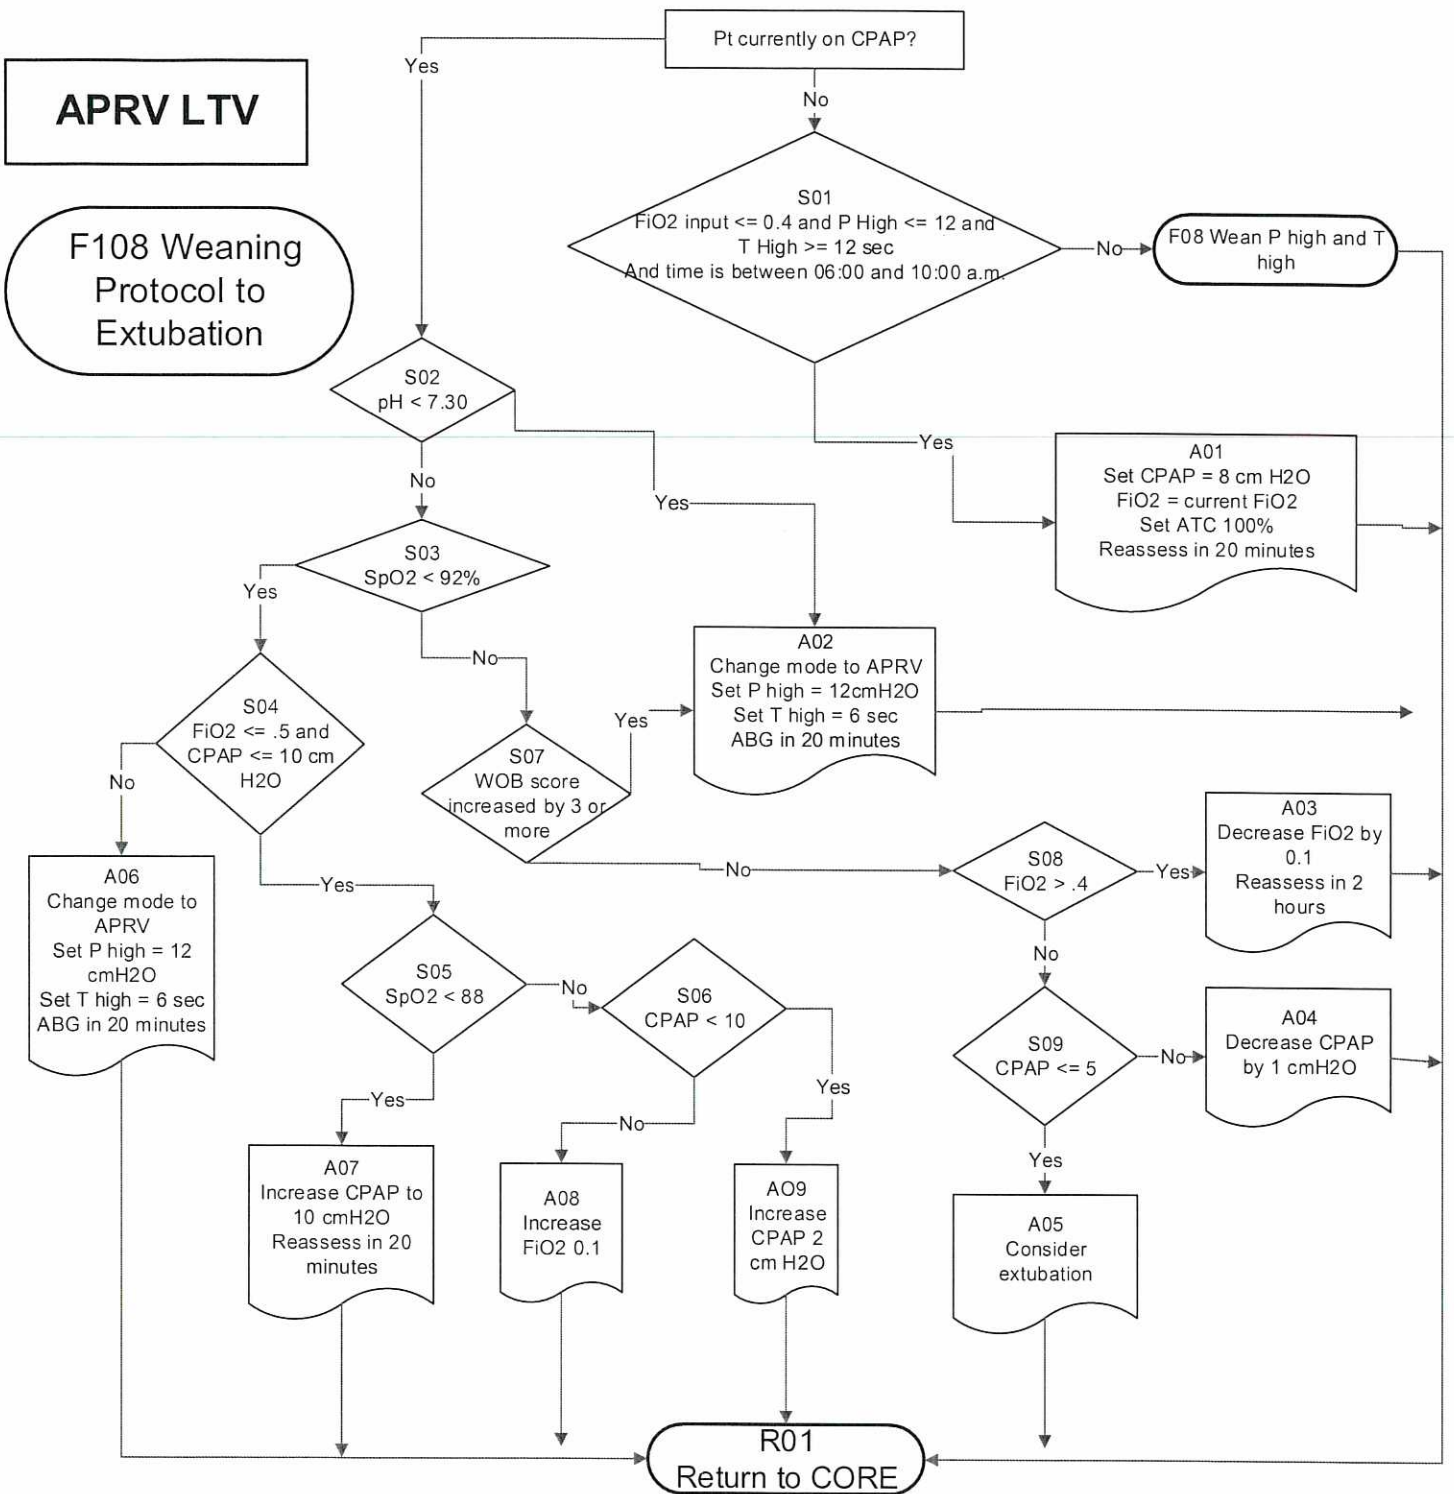 Pt currently on CPAP?
Yes
No
APRV LTV
F108 Weaning
Protocol to
Extubation
S01
FiO2 input <= 0.4 and P High <= 12 and
T High >= 12 sec
And time is between 06:00 and 10:00 a.m.
No
F08 Wean P high and T
high
S02
pH < 7.30
Yes
A01
Set CPAP = 8 cm H2O
FiO2 = current FiO2
Set ATC 100%
Reassess in 20 minutes
No
Yes
S03
SpO2 < 92%
Yes
No
A02
Change mode to APRV
Set P high = 12cmH2O
Set T high = 6 sec
ABG in 20 minutes
S04
FiO2 <= .5 and
CPAP <= 10 cm
H2O
No
Yes
S07
WOB score
increased by 3 or
more
Yes
No
S08
FiO2 > .4
Yes
A03
Decrease FiO2 by
0.1
Reassess in 2
hours
A06
Change mode to
APRV
Set P high = 12
cmH2O
Set T high = 6 sec
ABG in 20 minutes
S05
SpO2 < 88
No
S06
CPAP < 10
No
S09
CPAP <= 5
No
A04
Decrease CPAP
by 1 cmH2O
Yes
No
Yes
Yes
A07
Increase CPAP to
10 cmH2O
Reassess in 20
minutes
A08
Increase
FiO2 0.1
AO9
Increase
CPAP 2
cm H2O
A05
Consider
extubation
R01
Return to CORE